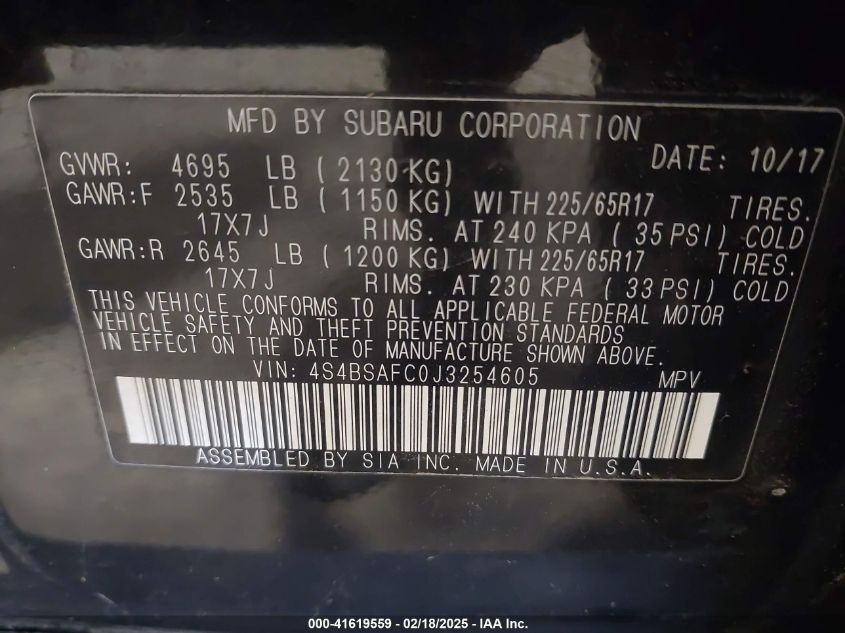 MFD BY SUBARU CORPORATION
GVWR: 4695 LB ( 2130 KG) DATE: 10/17
GAWR:F 2535 LB ( 1150 KG) WITH 225/65R17 TIRES.
17X7J RIMS. AT 240 KPA ( 35 PSI) COLD
GAWR:R 2645 LB ( 1200 KG) WITH 225/65R17 TIRES.
17X7J RIMS. AT 230 KPA ( 33 PSI) COLD
THIS VEHICLE CONFORMS TO ALL APPLICABLE FEDERAL MOTOR
VEHICLE SAFETY AND THEFT PREVENTION STANDARDS
IN EFFECT ON THE DATE OF MANUFACTURE SHOWN ABOVE.
VIN: 4S4BSAFC0J3254605 MPV
ASSEMBLED BY SIA INC. MADE IN U.S.A.
000-41619559 - 02/18/2025 - IAA Inc.